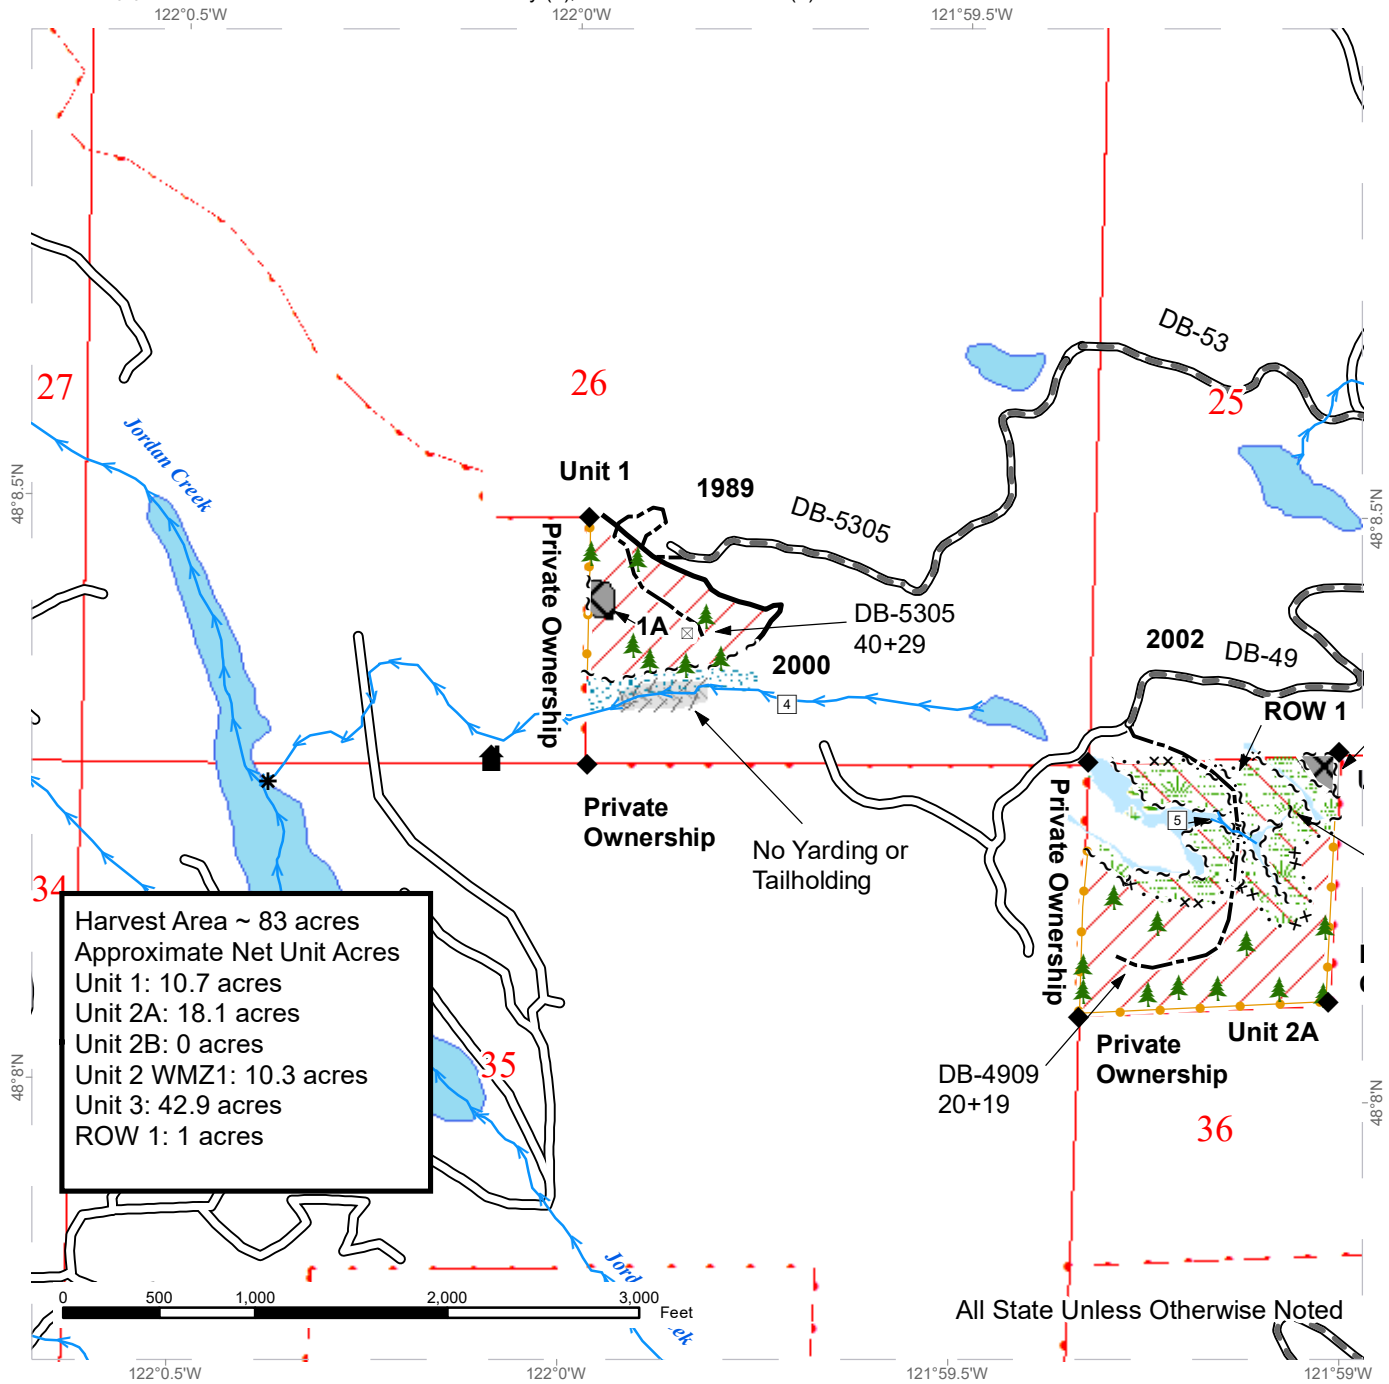 122°0.5'W
122°0'W
121°59.5'W
DB-53
27
26
25
Jordan Creek
Unit 1
1989
48°8.5'N
48°8.5'N
DB-5305
Private Ownership
1A
DB-5305
40+29
2002
2000
DB-49
4
ROW 1
Private
Ownership
Private Ownership
5
No Yarding or
Tailholding
34
Harvest Area ~ 83 acres
Approximate Net Unit Acres
Unit 1: 10.7 acres
Unit 2A: 18.1 acres
Unit 2B: 0 acres
Unit 2 WMZ1: 10.3 acres
Unit 3: 42.9 acres
ROW 1: 1 acres
Unit 2A
Private
Ownership
35
48°8'N
DB-4909
20+19
48°8'N
36
0
500
1,000
2,000
3,000
Feet
All State Unless Otherwise Noted
122°0.5'W
122°0'W
121°59.5'W
121°59'W